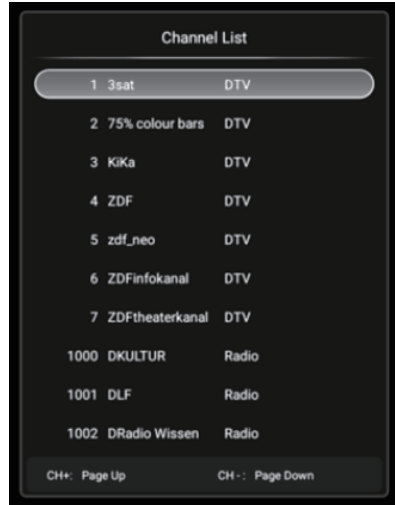 Channel List
1 3sat DTV
2 75% colour bars DTV
3 KiKa DTV
4 ZDF DTV
5 zdf_neo DTV
6 ZDFinfokanal DTV
7 ZDFtheaterkanal DTV
1000 DKULTUR Radio
1001 DLF Radio
1002 DRadio Wissen Radio
CH+: Page Up CH -: Page Down